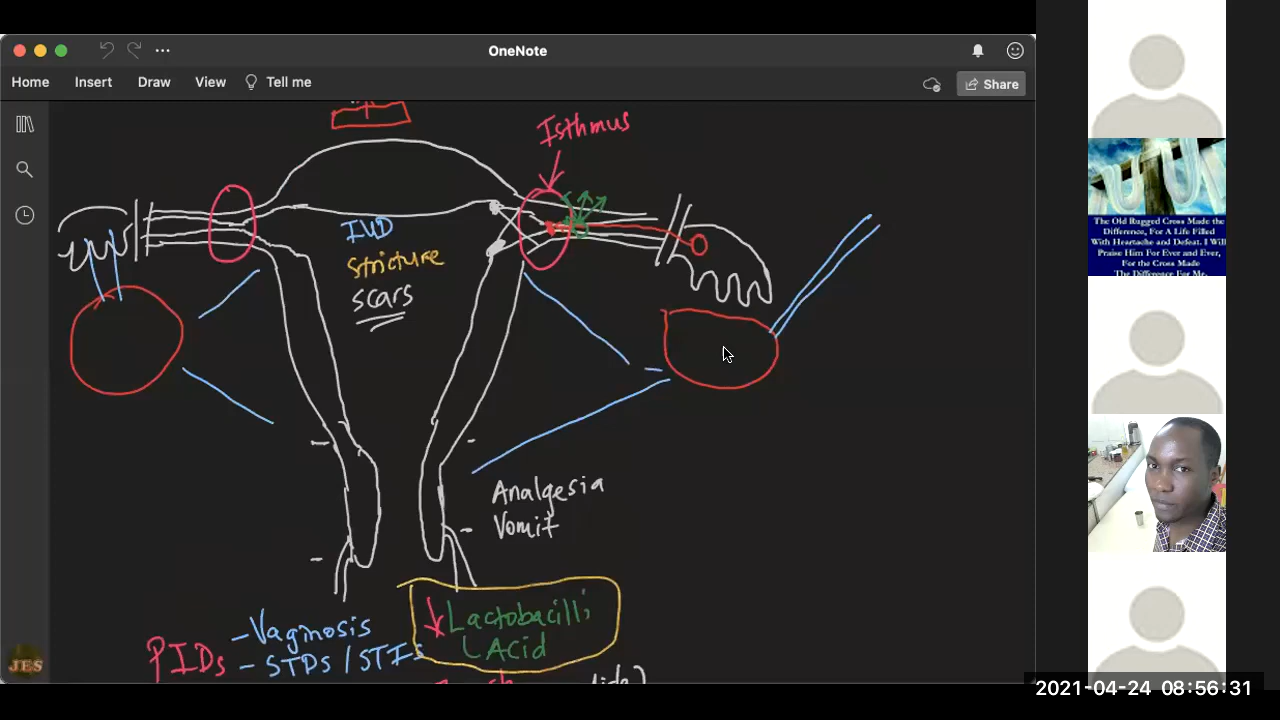 OneNote
Home Insert Draw View Tell me
Share
Isthmus
IUD
Stricture
Scars
Analgesia
Vomit
Lactobacilli
Acid
PIDs
- Vaginosis
- STDs / STIs
JES
The Old Rugged Cross Made the
Difference, For A Life Filled
With Heartache and Defeat. I Will
Praise Him For Ever and Ever,
For the Cross Made
The Difference For Me.
2021-04-24 08:56:31